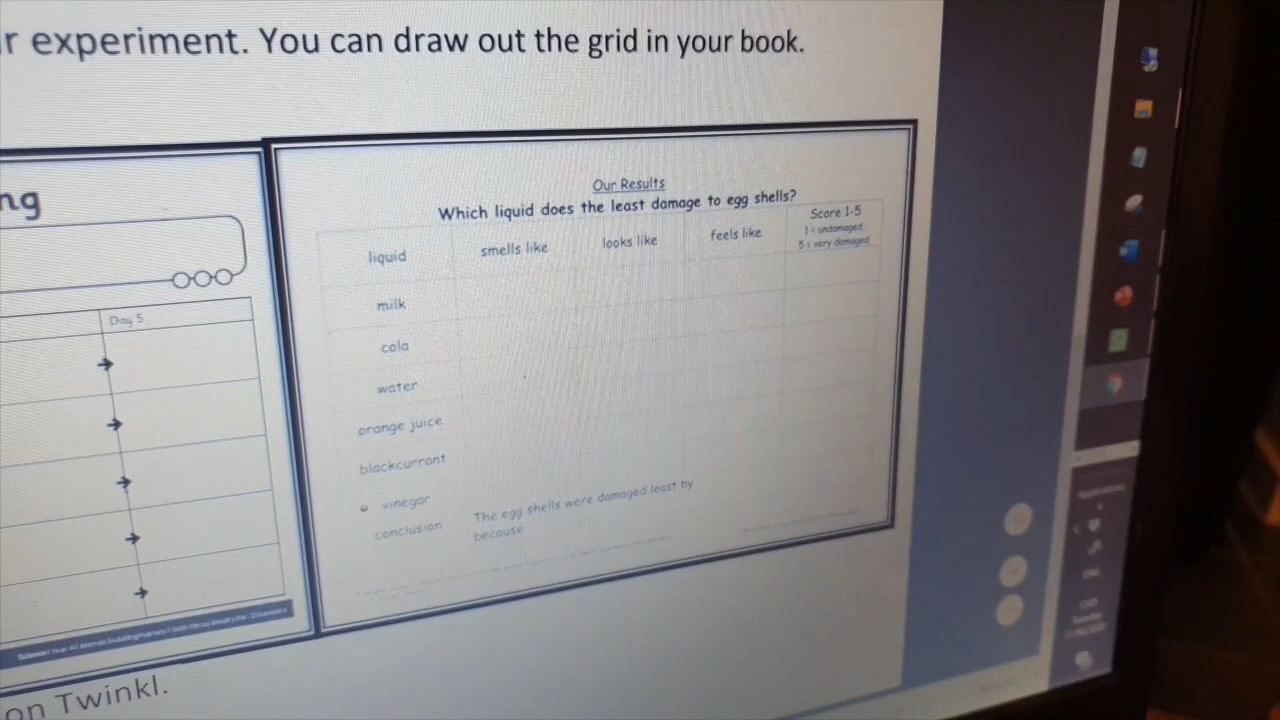 r experiment. You can draw out the grid in your book.
ng
Day 5
Our Results
Which liquid does the least damage to egg shells?
liquid
smells like
looks like
feels like
Score 1-5
1 = undamaged,
5 = very damaged
milk
cola
water
orange juice
blackcurrant
vinegar
conclusion
The egg shells were damaged least by
because
on Twinkl.
Applications
ENG
Tuesday